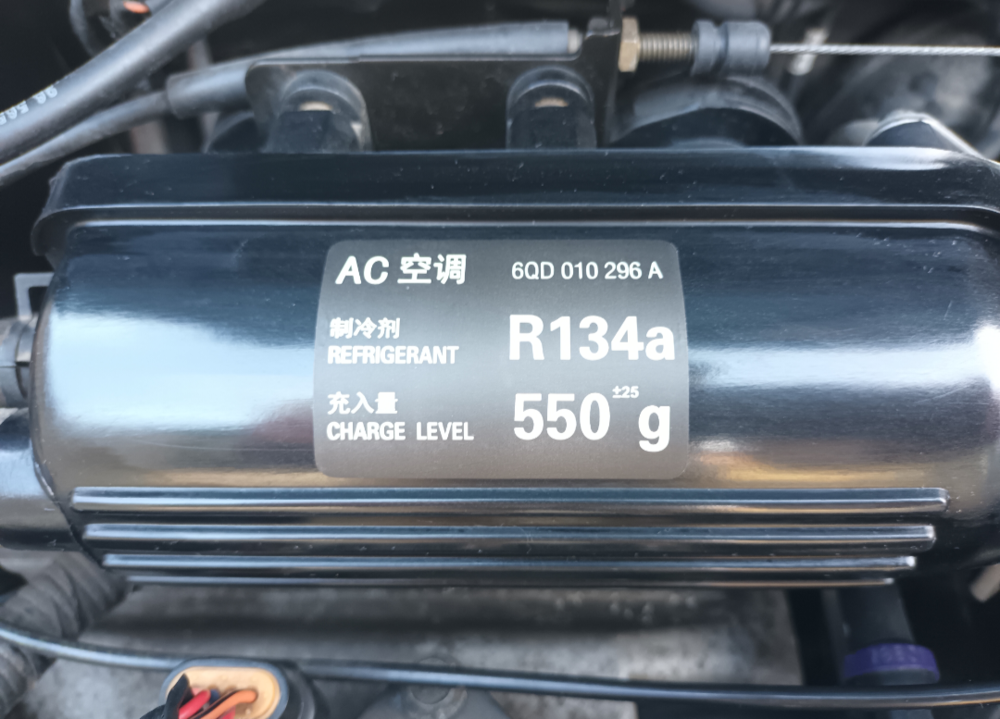 AC 空调 6QD 010 296 A
制冷剂
REFRIGERANT
R134a
充入量
CHARGE LEVEL
550 ±25 g